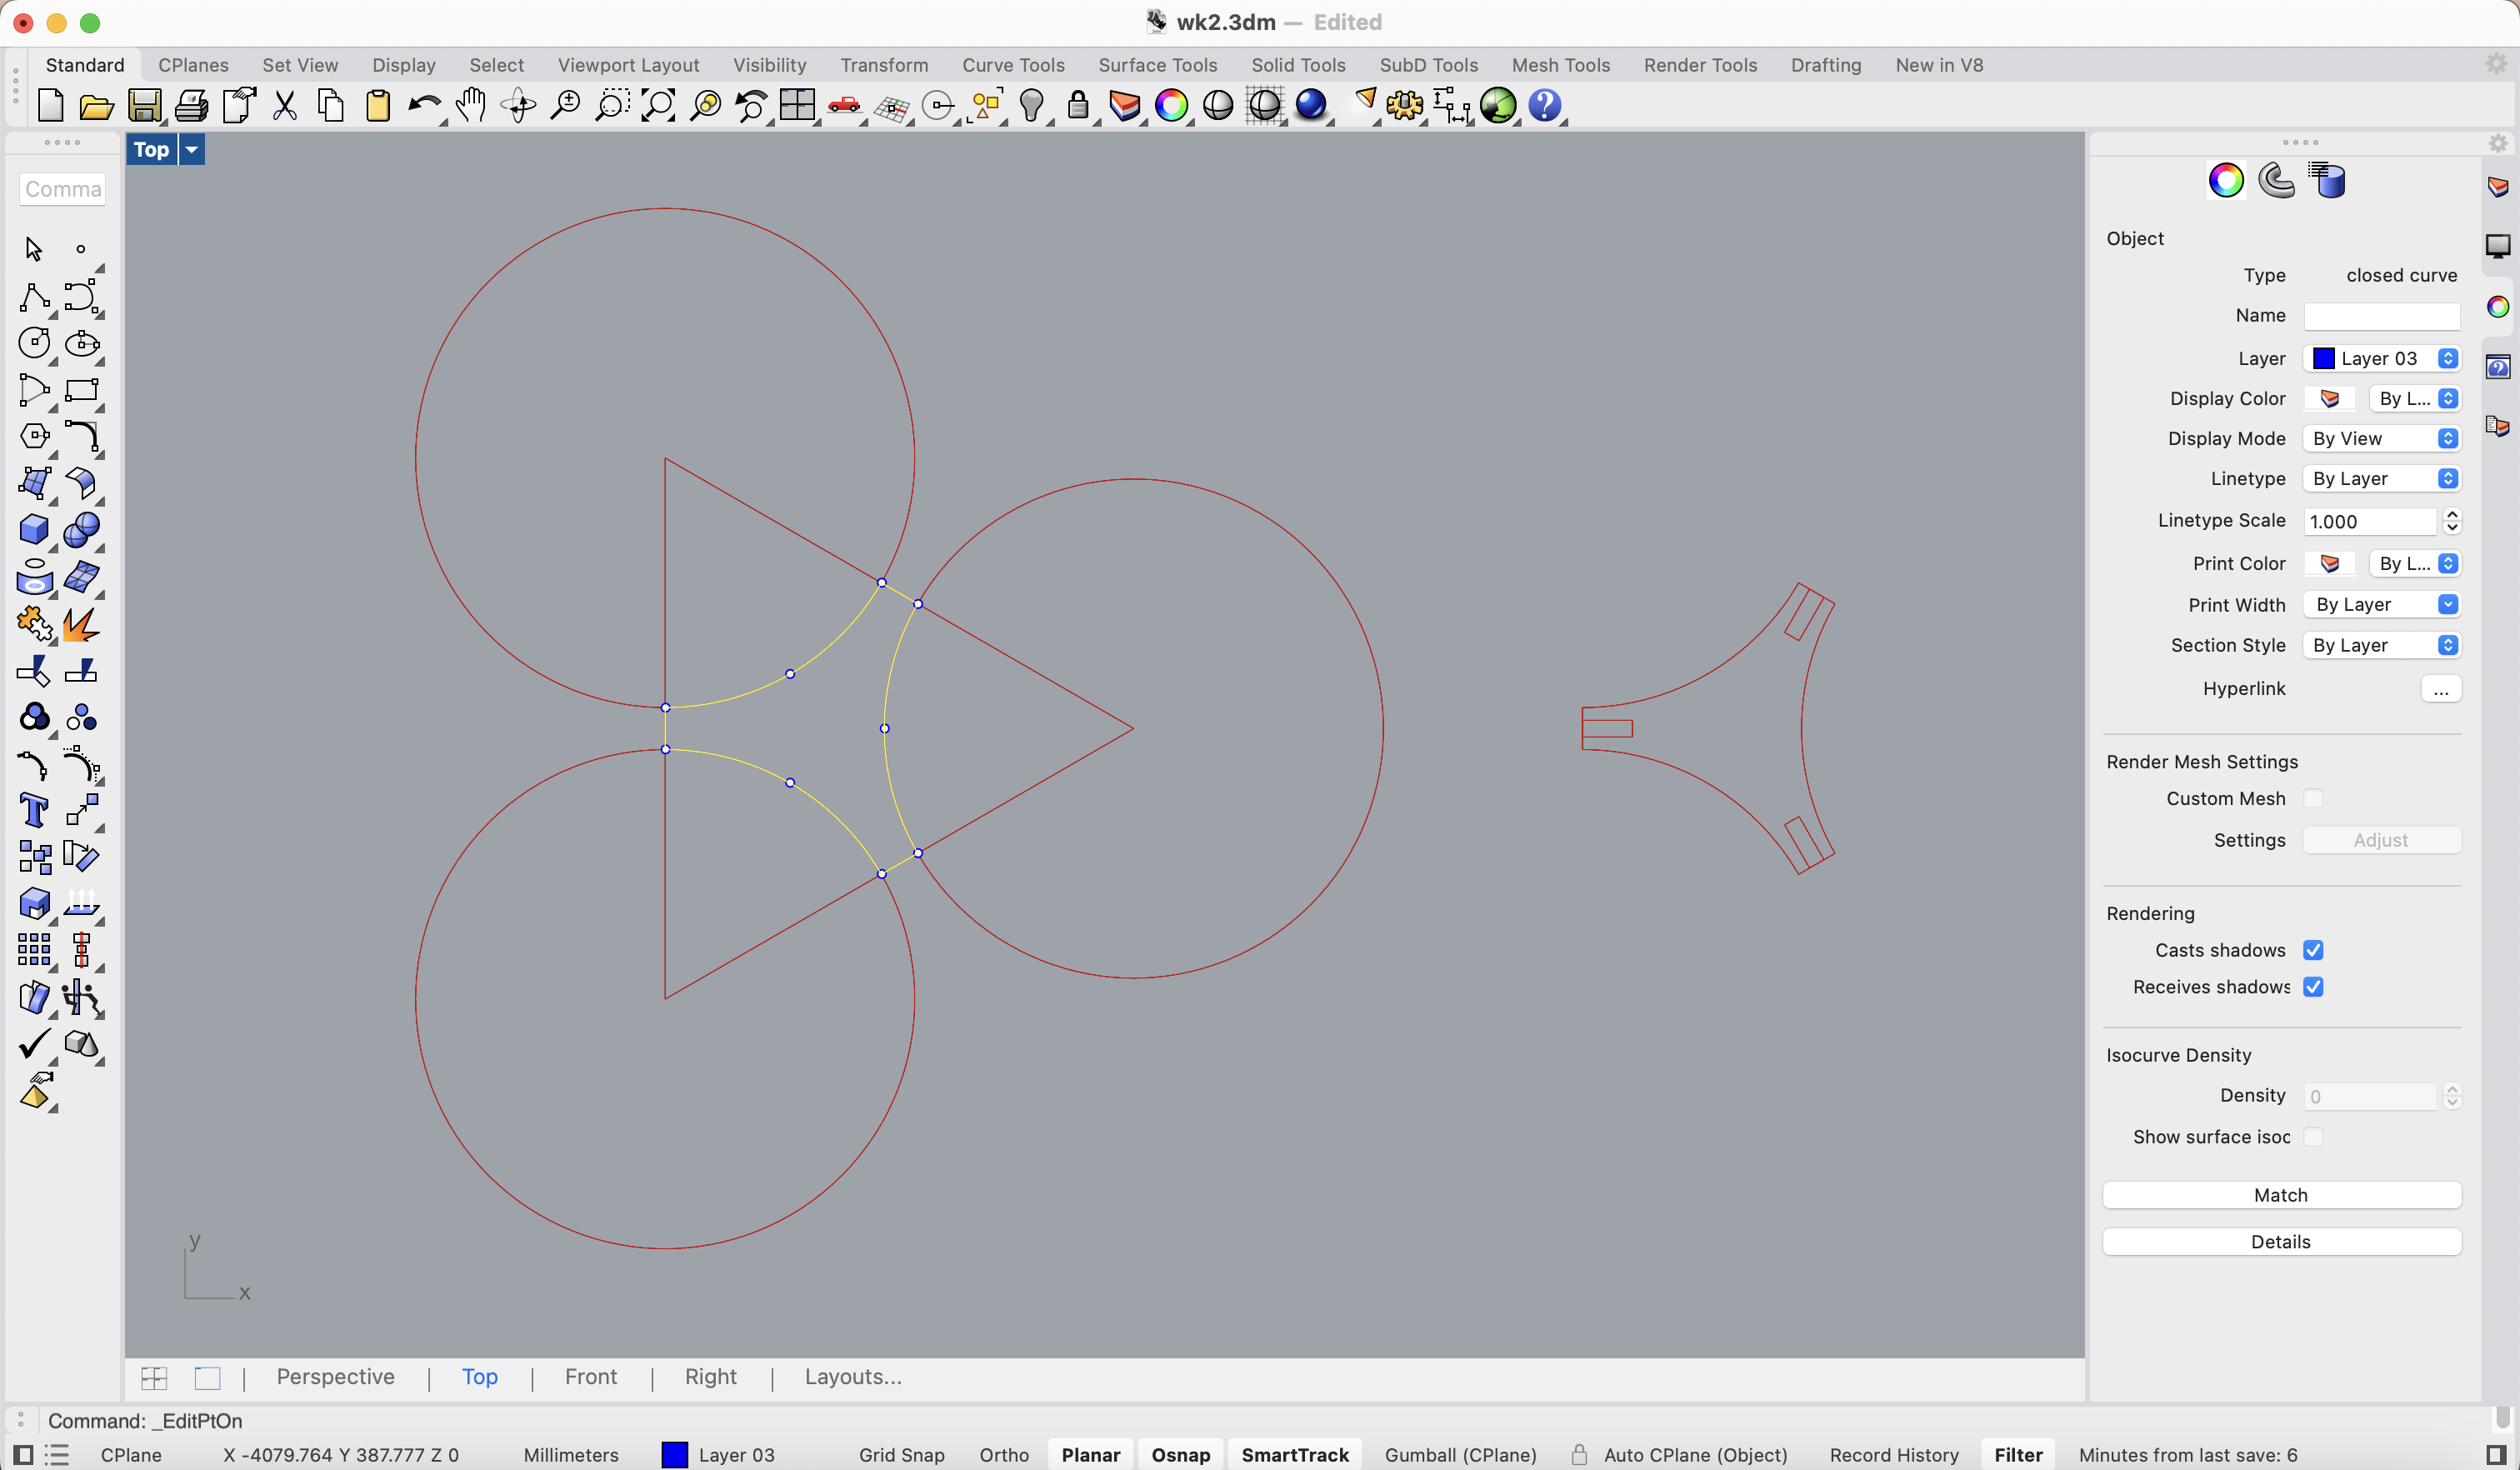 wk2.3dm — Edited
Standard CPlanes Set View Display Select Viewport Layout Visibility Transform Curve Tools Surface Tools Solid Tools SubD Tools Mesh Tools Render Tools Drafting New in V8
Top
Comma
Object
Type closed curve
Name
Layer Layer 03
Display Color By L...
Display Mode By View
Linetype By Layer
Linetype Scale 1.000
Print Color By L...
Print Width By Layer
Section Style By Layer
Hyperlink ...
Render Mesh Settings
Custom Mesh
Settings Adjust
Rendering
Casts shadows
Receives shadows
Isocurve Density
Density 0
Show surface isoc
Match
Details
y
x
Perspective | Top | Front | Right | Layouts...
Command: _EditPtOn
CPlane X -4079.764 Y 387.777 Z 0 Millimeters Layer 03 Grid Snap Ortho Planar Osnap SmartTrack Gumball (CPlane) Auto CPlane (Object) Record History Filter Minutes from last save: 6